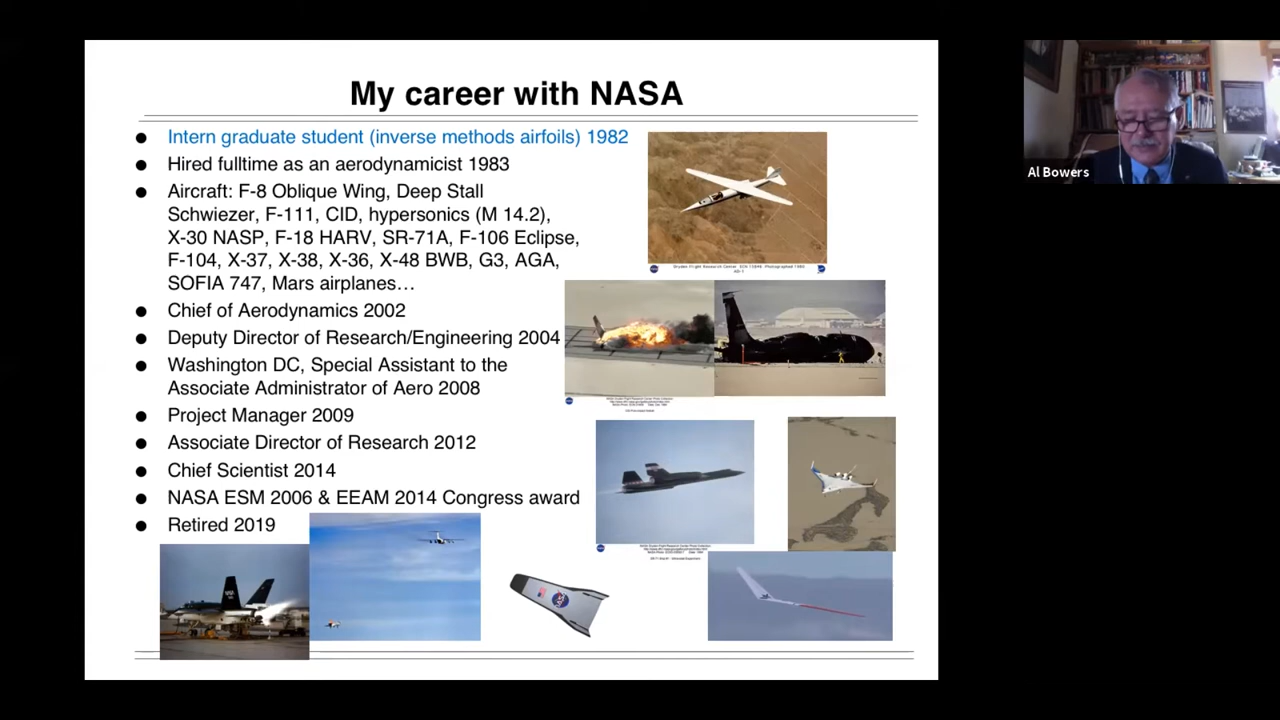 My career with NASA
● Intern graduate student (inverse methods airfoils) 1982
● Hired fulltime as an aerodynamicist 1983
● Aircraft: F-8 Oblique Wing, Deep Stall
Schwiezer, F-111, CID, hypersonics (M 14.2),
X-30 NASP, F-18 HARV, SR-71A, F-106 Eclipse,
F-104, X-37, X-38, X-36, X-48 BWB, G3, AGA,
SOFIA 747, Mars airplanes…
● Chief of Aerodynamics 2002
● Deputy Director of Research/Engineering 2004
● Washington DC, Special Assistant to the
Associate Administrator of Aero 2008
● Project Manager 2009
● Associate Director of Research 2012
● Chief Scientist 2014
● NASA ESM 2006 & EEAM 2014 Congress award
● Retired 2019
Al Bowers